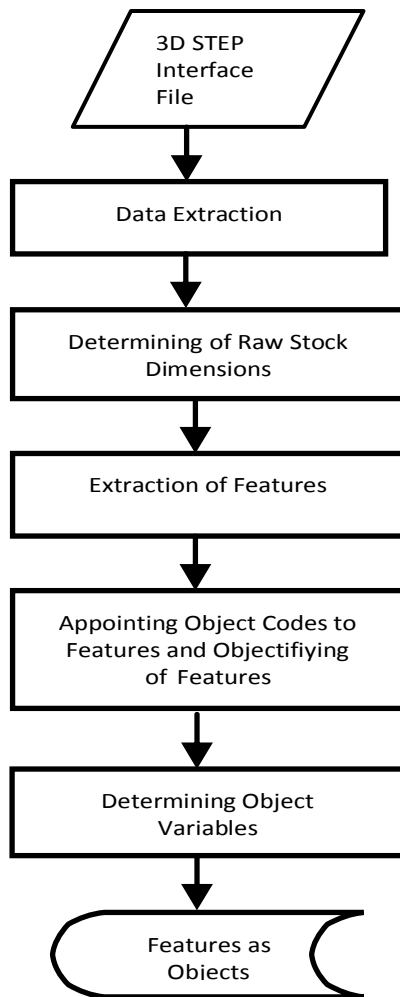 3D STEP
Interface
File
Data Extraction
Determining of Raw Stock
Dimensions
Extraction of Features
Appointing Object Codes to
Features and Objectifiying
of Features
Determining Object
Variables
Features as
Objects